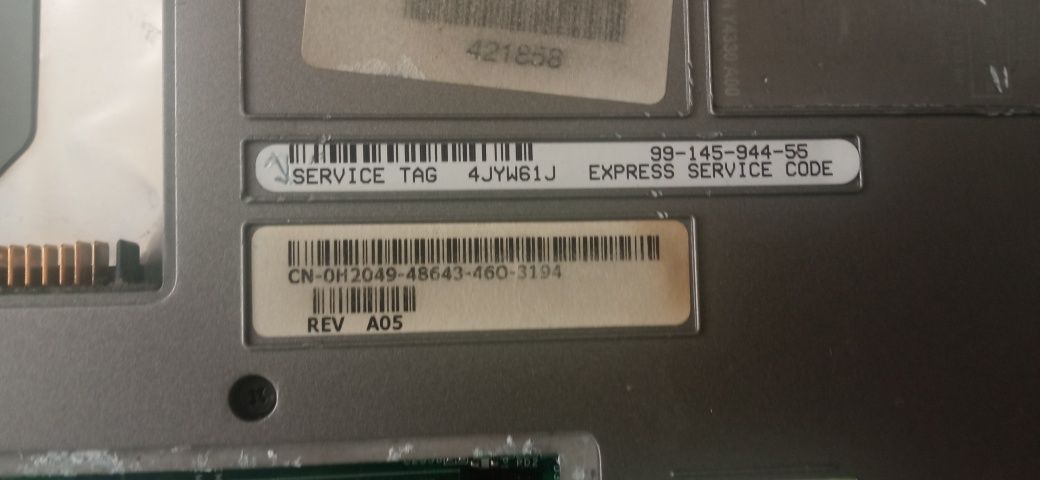 421858
99-145-944-55
SERVICE TAG 4JYW61J EXPRESS SERVICE CODE
CN-0H2049-48643-460-3194
REV A05